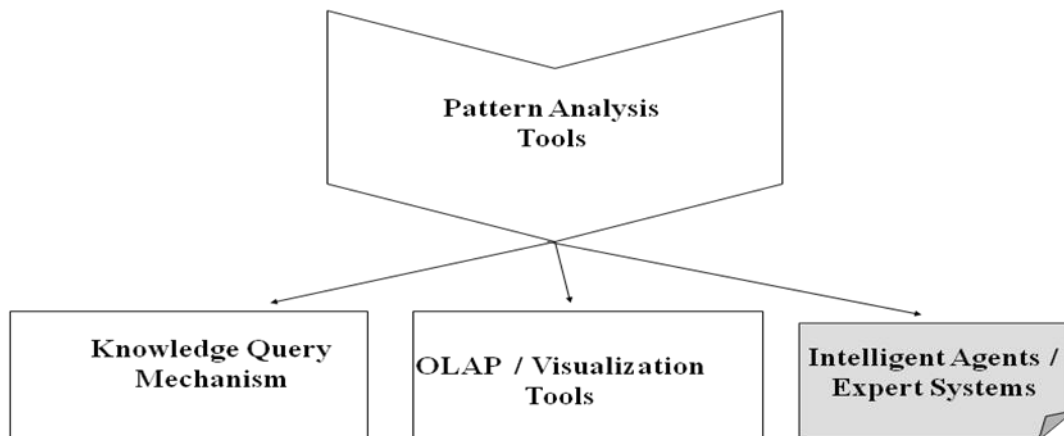 Pattern Analysis
Tools
Knowledge Query
Mechanism
OLAP / Visualization
Tools
Intelligent Agents /
Expert Systems